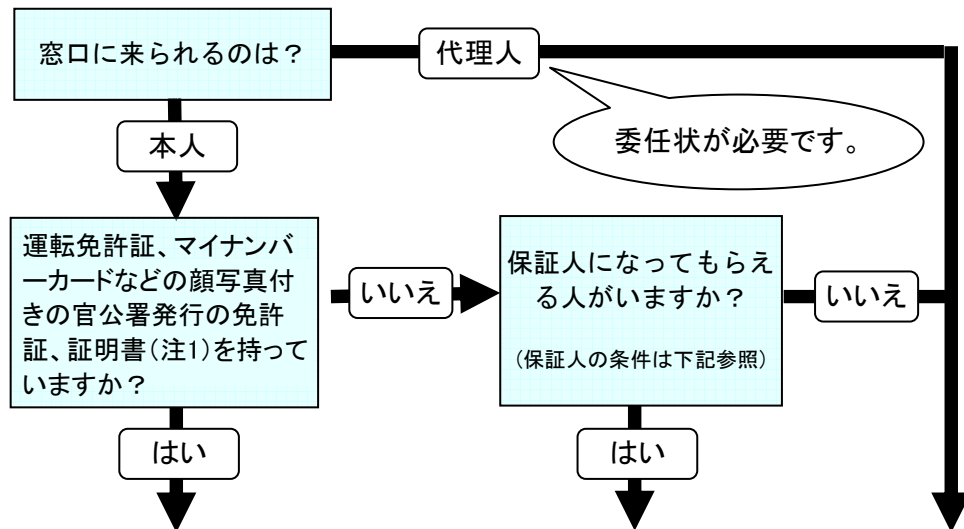 窓口に来られるのは?
代理人
委任状が必要です。
本人
運転免許証、マイナンバ
ーカードなどの顔写真付
きの官公署発行の免許
証、証明書(注1)を持って
いますか?
いいえ
保証人になってもらえ
る人がいますか?
(保証人の条件は下記参照)
いいえ
はい
はい